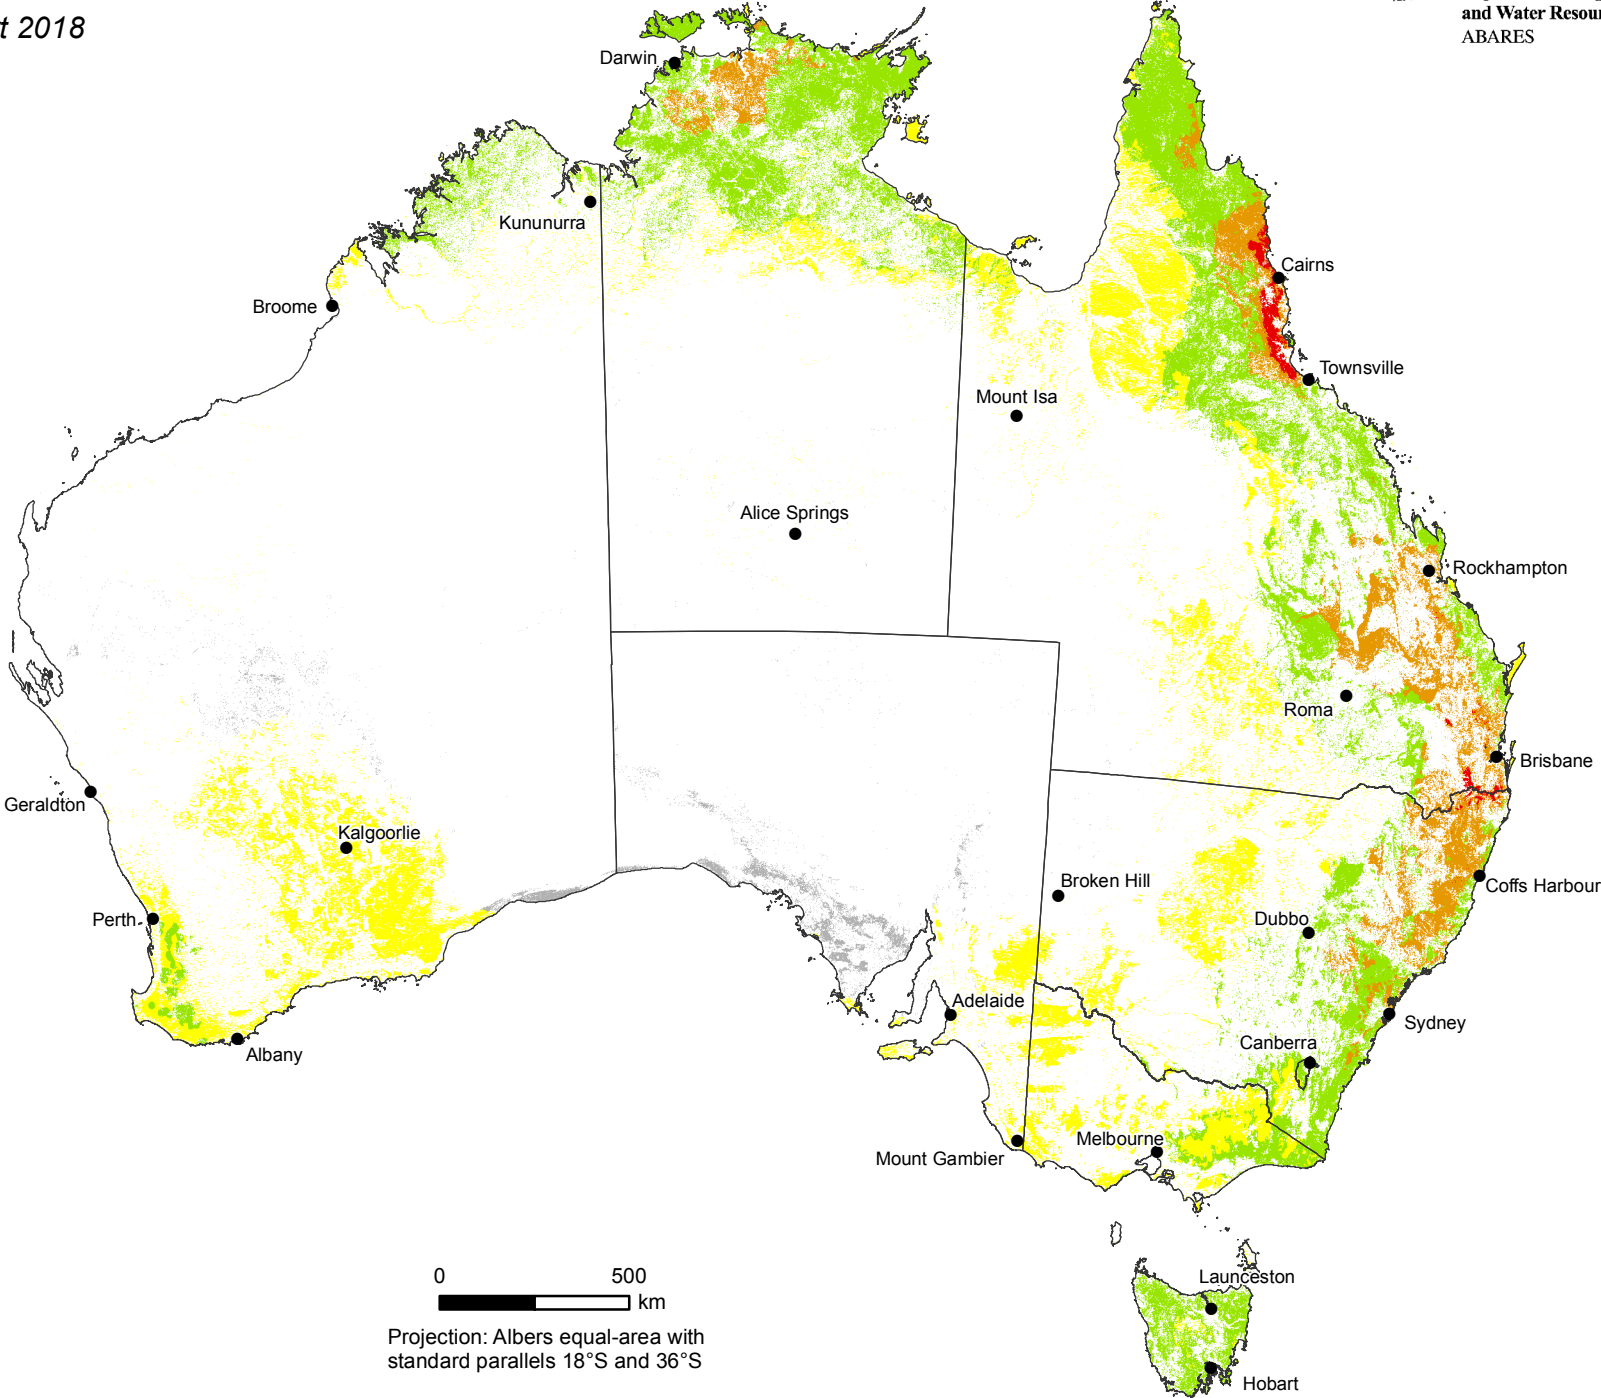 t 2018
and Water Resou
ABARES
Darwin
Kununurra
Cairns
Broome
Townsville
Mount Isa
Alice Springs
Rockhampton
Roma
Brisbane
Geraldton
Kalgoorlie
Broken Hill
Coffs Harbour
Perth
Dubbo
Adelaide
Sydney
Canberra
Albany
Melbourne
Mount Gambier
0 500
km
Launceston
Projection: Albers equal-area with
standard parallels 18°S and 36°S
Hobart